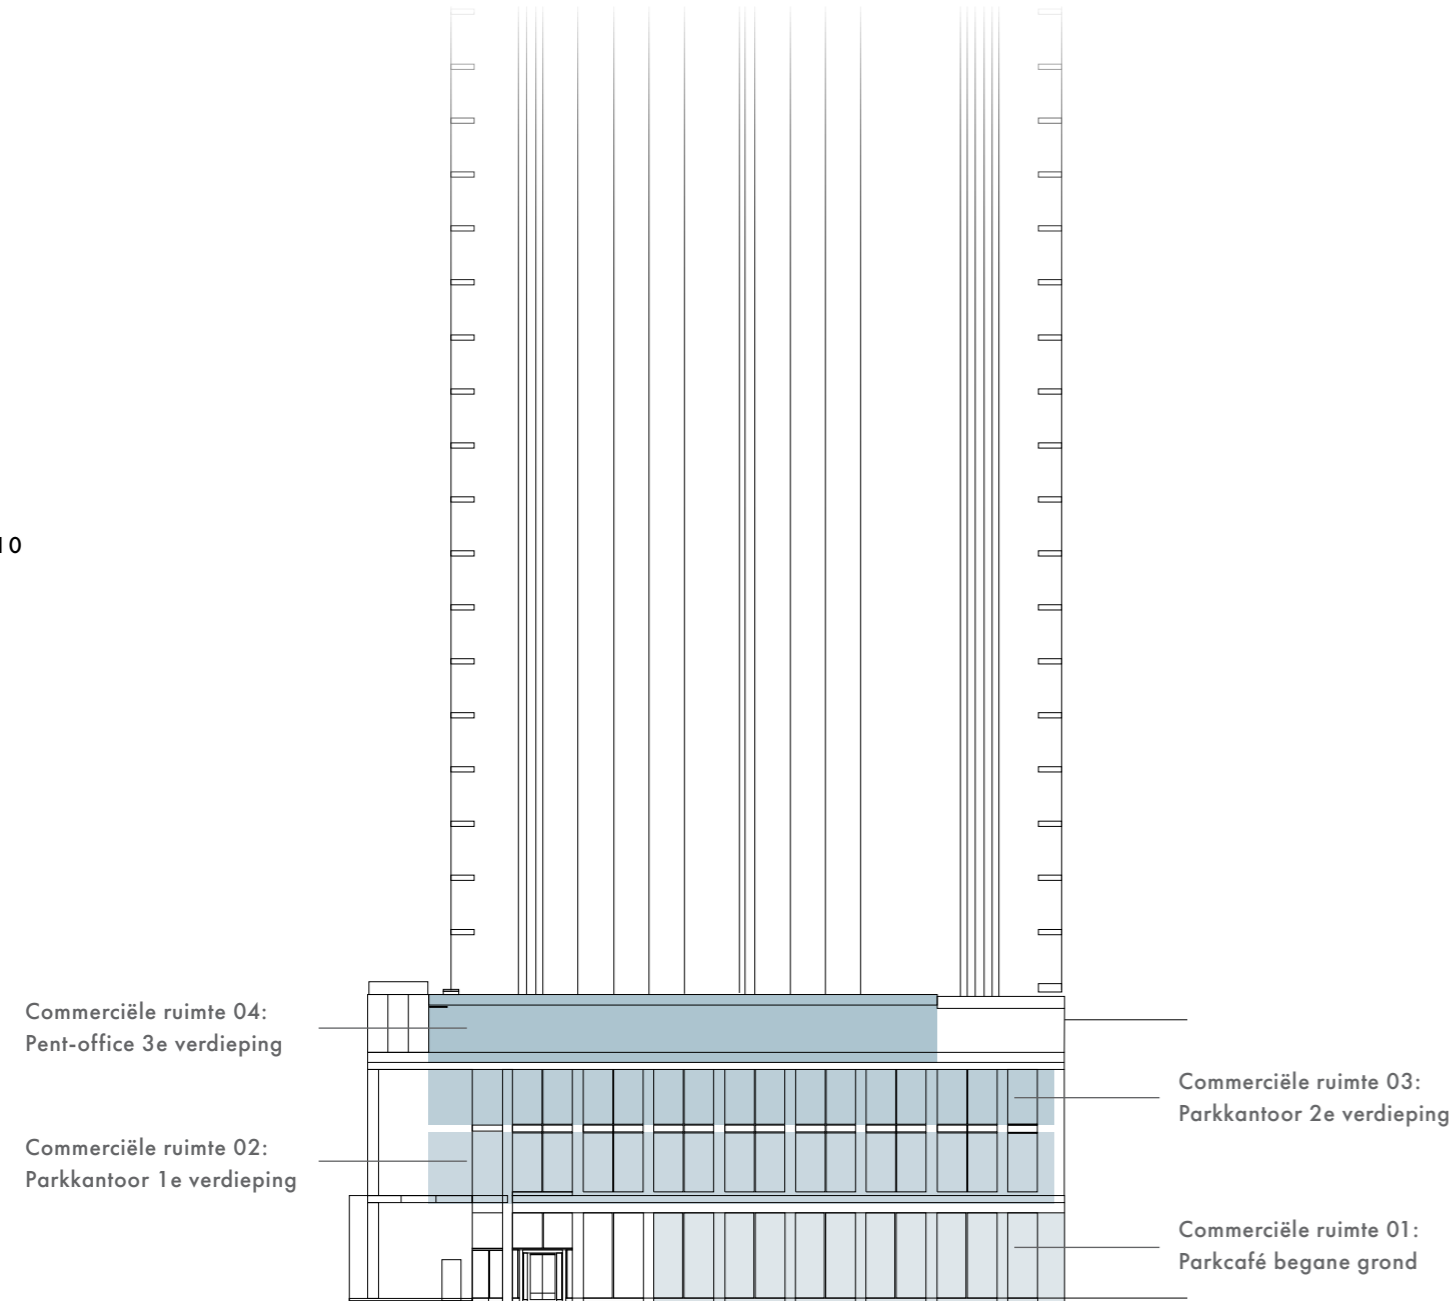 10
Commerciële ruimte 04:
Pent-office 3e verdieping
Commerciële ruimte 03:
Parkkantoor 2e verdieping
Commerciële ruimte 02:
Parkkantoor 1e verdieping
Commerciële ruimte 01:
Parkcafé begane grond